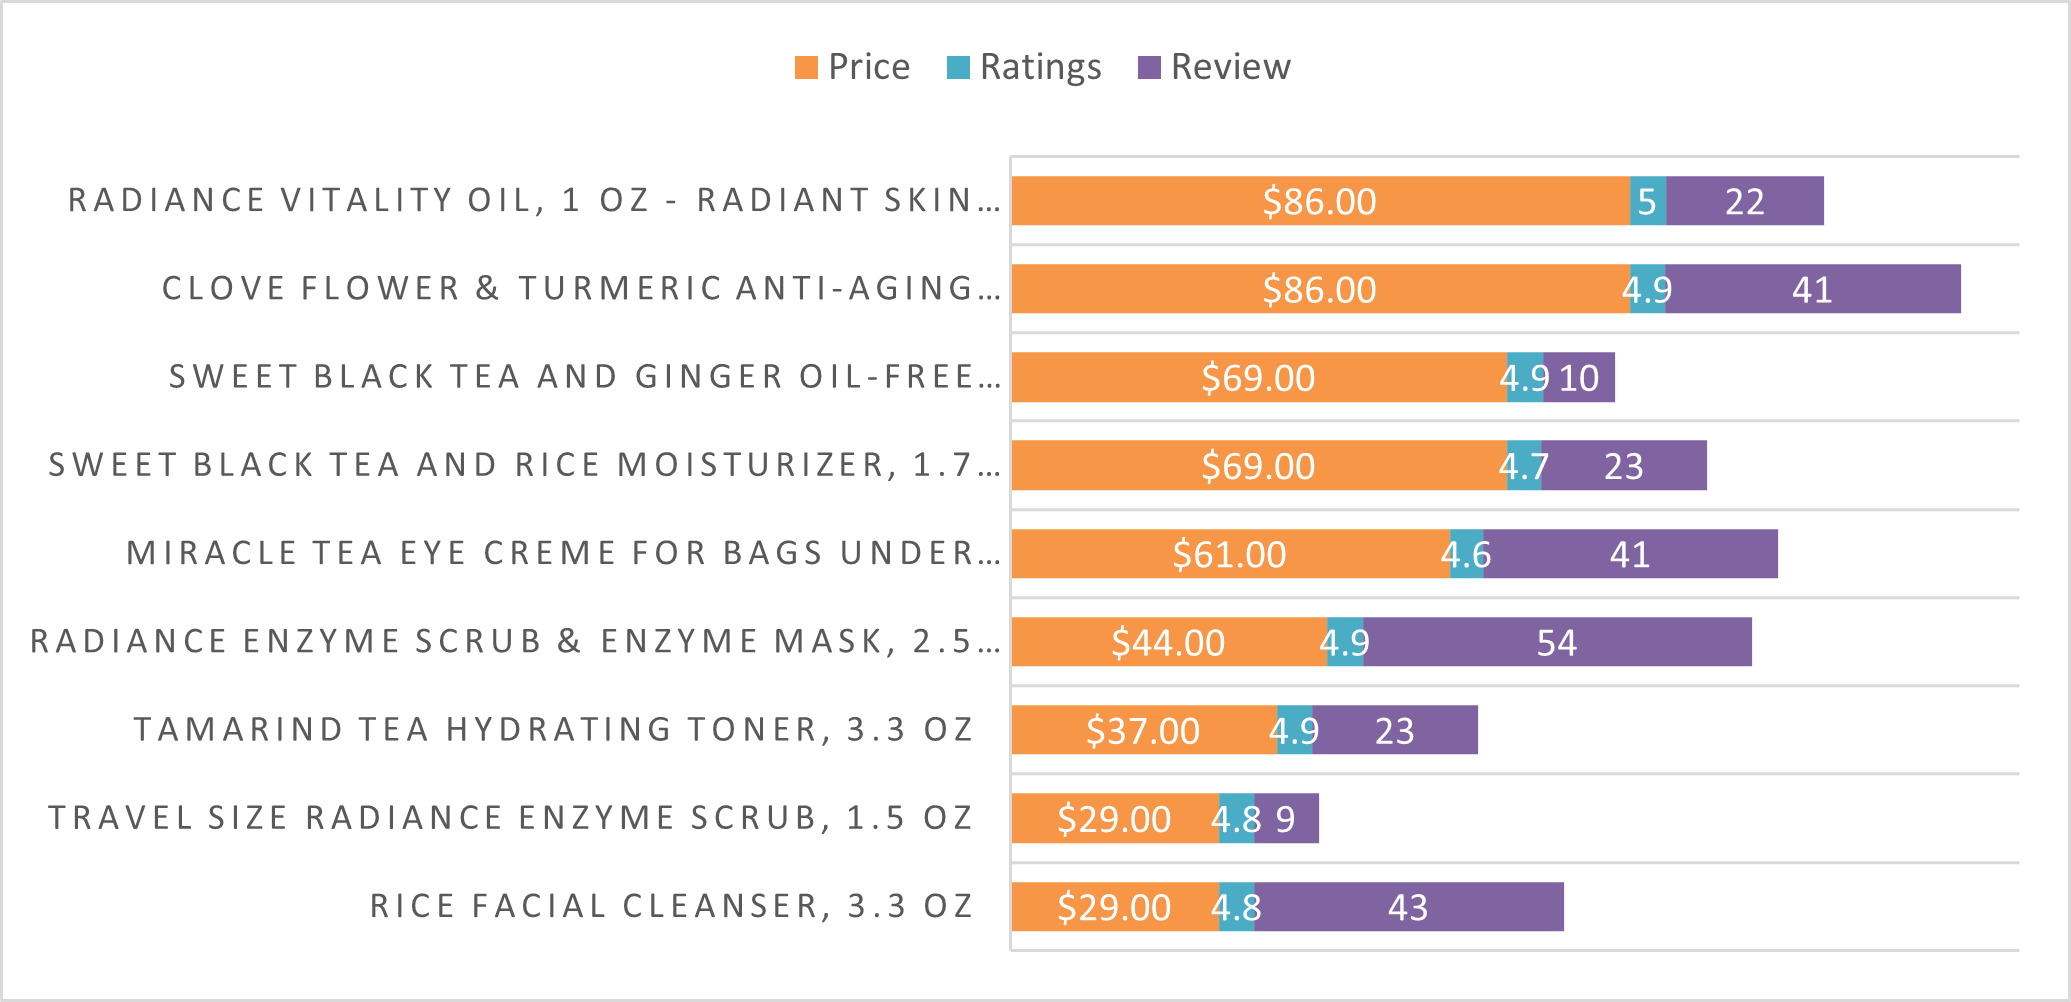 Price Ratings Review
RADIANCE VITALITY OIL, 1 OZ - RADIANT SKIN... $86.00 5 22
CLOVE FLOWER & TURMERIC ANTI-AGING... $86.00 4.9 41
SWEET BLACK TEA AND GINGER OIL-FREE... $69.00 4.9 10
SWEET BLACK TEA AND RICE MOISTURIZER, 1.7... $69.00 4.7 23
MIRACLE TEA EYE CREME FOR BAGS UNDER... $61.00 4.6 41
RADIANCE ENZYME SCRUB & ENZYME MASK, 2.5... $44.00 4.9 54
TAMARIND TEA HYDRATING TONER, 3.3 OZ $37.00 4.9 23
TRAVEL SIZE RADIANCE ENZYME SCRUB, 1.5 OZ $29.00 4.8 9
RICE FACIAL CLEANSER, 3.3 OZ $29.00 4.8 43